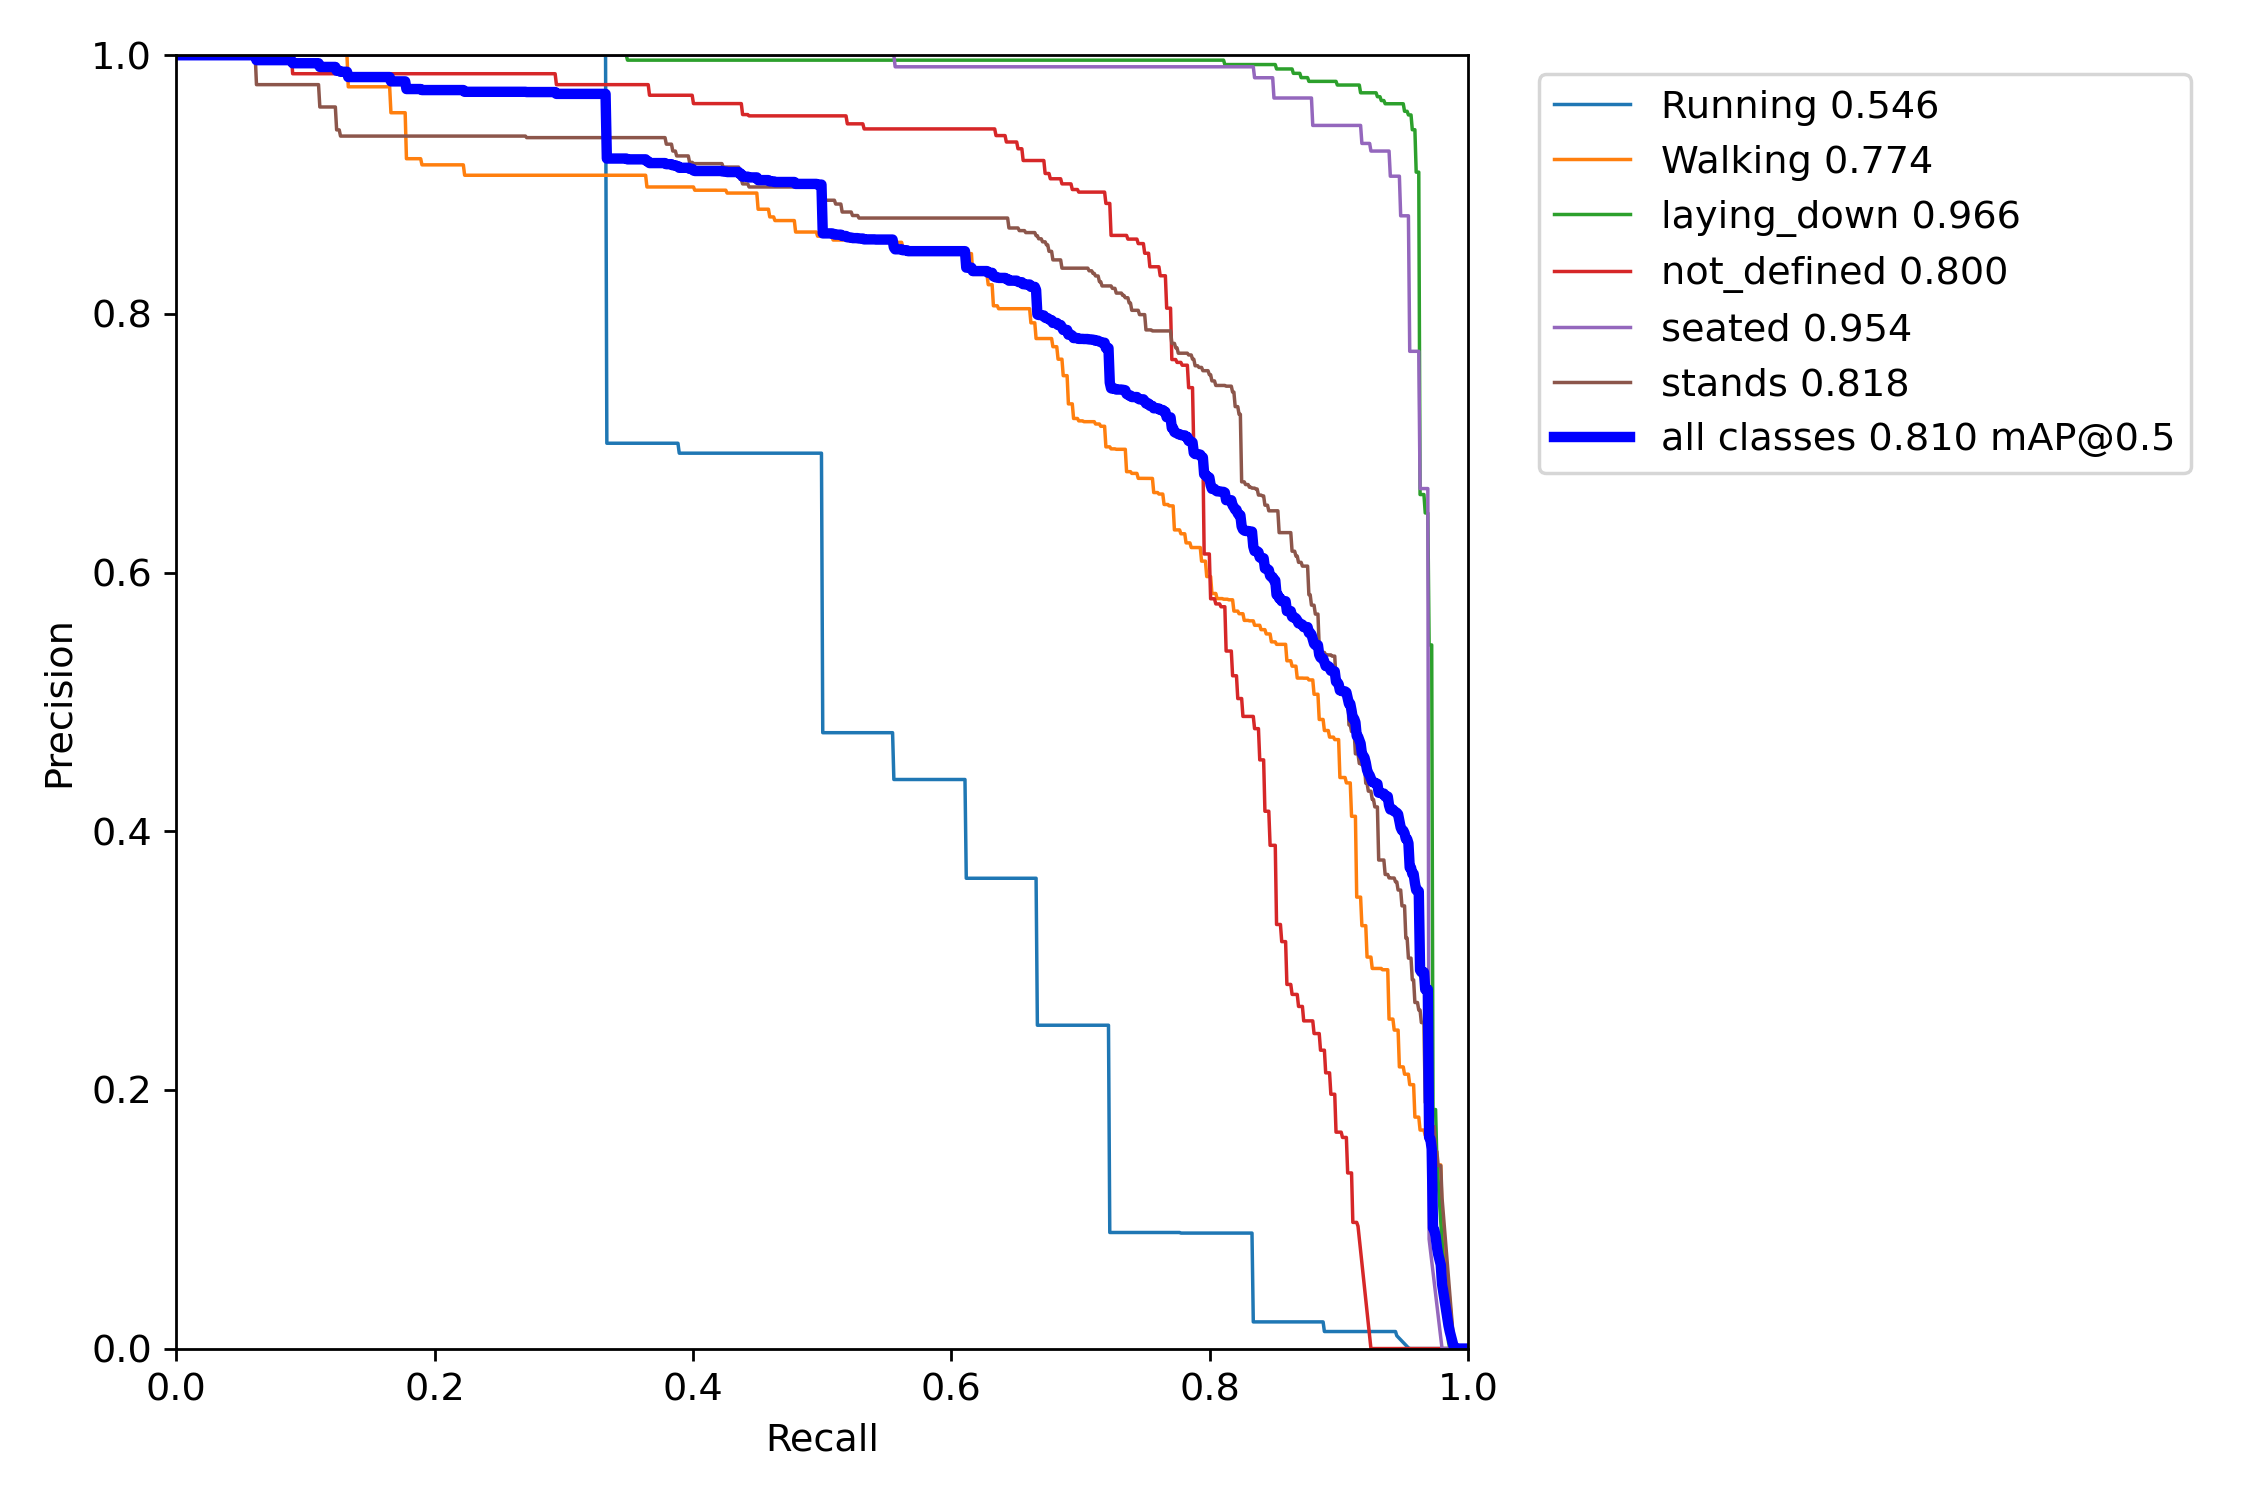 1.0
0.8
0.6
0.4
0.2
0.0
Precision
0.0 0.2 0.4 0.6 0.8 1.0
Recall
Running 0.546
Walking 0.774
laying_down 0.966
not_defined 0.800
seated 0.954
stands 0.818
all classes 0.810 mAP@0.5